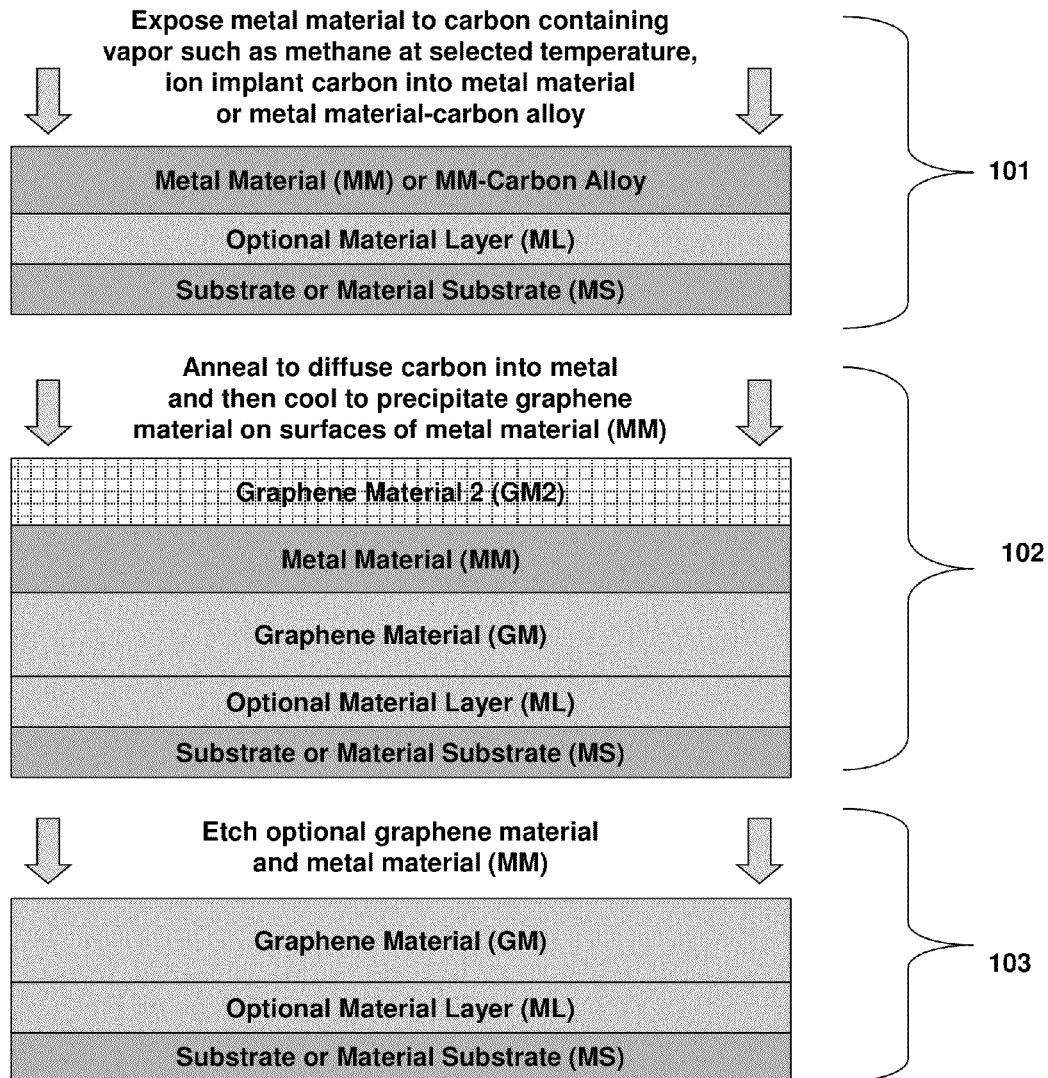 Expose metal material to carbon containing
vapor such as methane at selected temperature,
ion implant carbon into metal material
or metal material-carbon alloy
Metal Material (MM) or MM-Carbon Alloy
Optional Material Layer (ML)
Substrate or Material Substrate (MS)
101
Anneal to diffuse carbon into metal
and then cool to precipitate graphene
material on surfaces of metal material (MM)
Graphene Material 2 (GM2)
Metal Material (MM)
Graphene Material (GM)
Optional Material Layer (ML)
Substrate or Material Substrate (MS)
102
Etch optional graphene material
and metal material (MM)
Graphene Material (GM)
Optional Material Layer (ML)
Substrate or Material Substrate (MS)
103